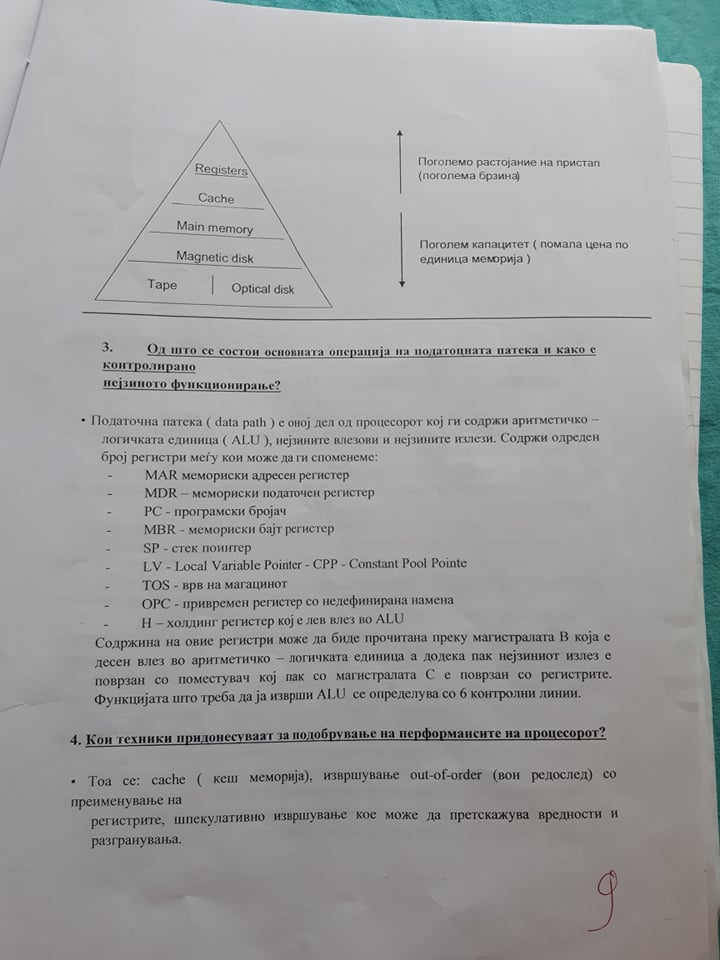 Registers
Cache
Main memory
Magnetic disk
Tape
Optical disk
Поголемо растојание на пристап
(поголема брзина)
Поголем капацитет ( помала цена по
единица меморија )
3. Од што се состои основната операција на податоцната патека и како е
контролирано
нејзиното функционирање?
• Податочна патека ( data path ) е оној дел од процесорот кој ги содржи аритметичко –
логичката единица ( ALU ), нејзините влезови и нејзините излези. Содржи одреден
број регистри меѓу кои може да ги споменеме:
- MAR мемориски адресен регистер
- MDR – мемориски податочен регистер
- PC - програмски бројач
- MBR - мемориски бајт регистер
- SP - стек поинтер
- LV - Local Variable Pointer - CPP - Constant Pool Pointe
- TOS - врв на магацинот
- OPC - привремен регистер со недефинирана намена
- H – холдинг регистер кој е лев влез во ALU
Содржина на овие регистри може да биде прочитана преку магистралата B која е
десен влез во аритметичко – логичката единица а додека пак нејзиниот излез е
поврзан со поместувач кој пак со магистралата C е поврзан со регистрите.
Функцијата што треба да ја изврши ALU се определува со 6 контролни линии.
4. Кои техники придонесуваат за подобрување на перформансите на процесорот?
• Тоа се: cache ( кеш меморија), извршување out-of-order (вон редослед) со
преименување на
регистрите, шпекулативно извршување кое може да претскажува вредности и
разгранувања.
9